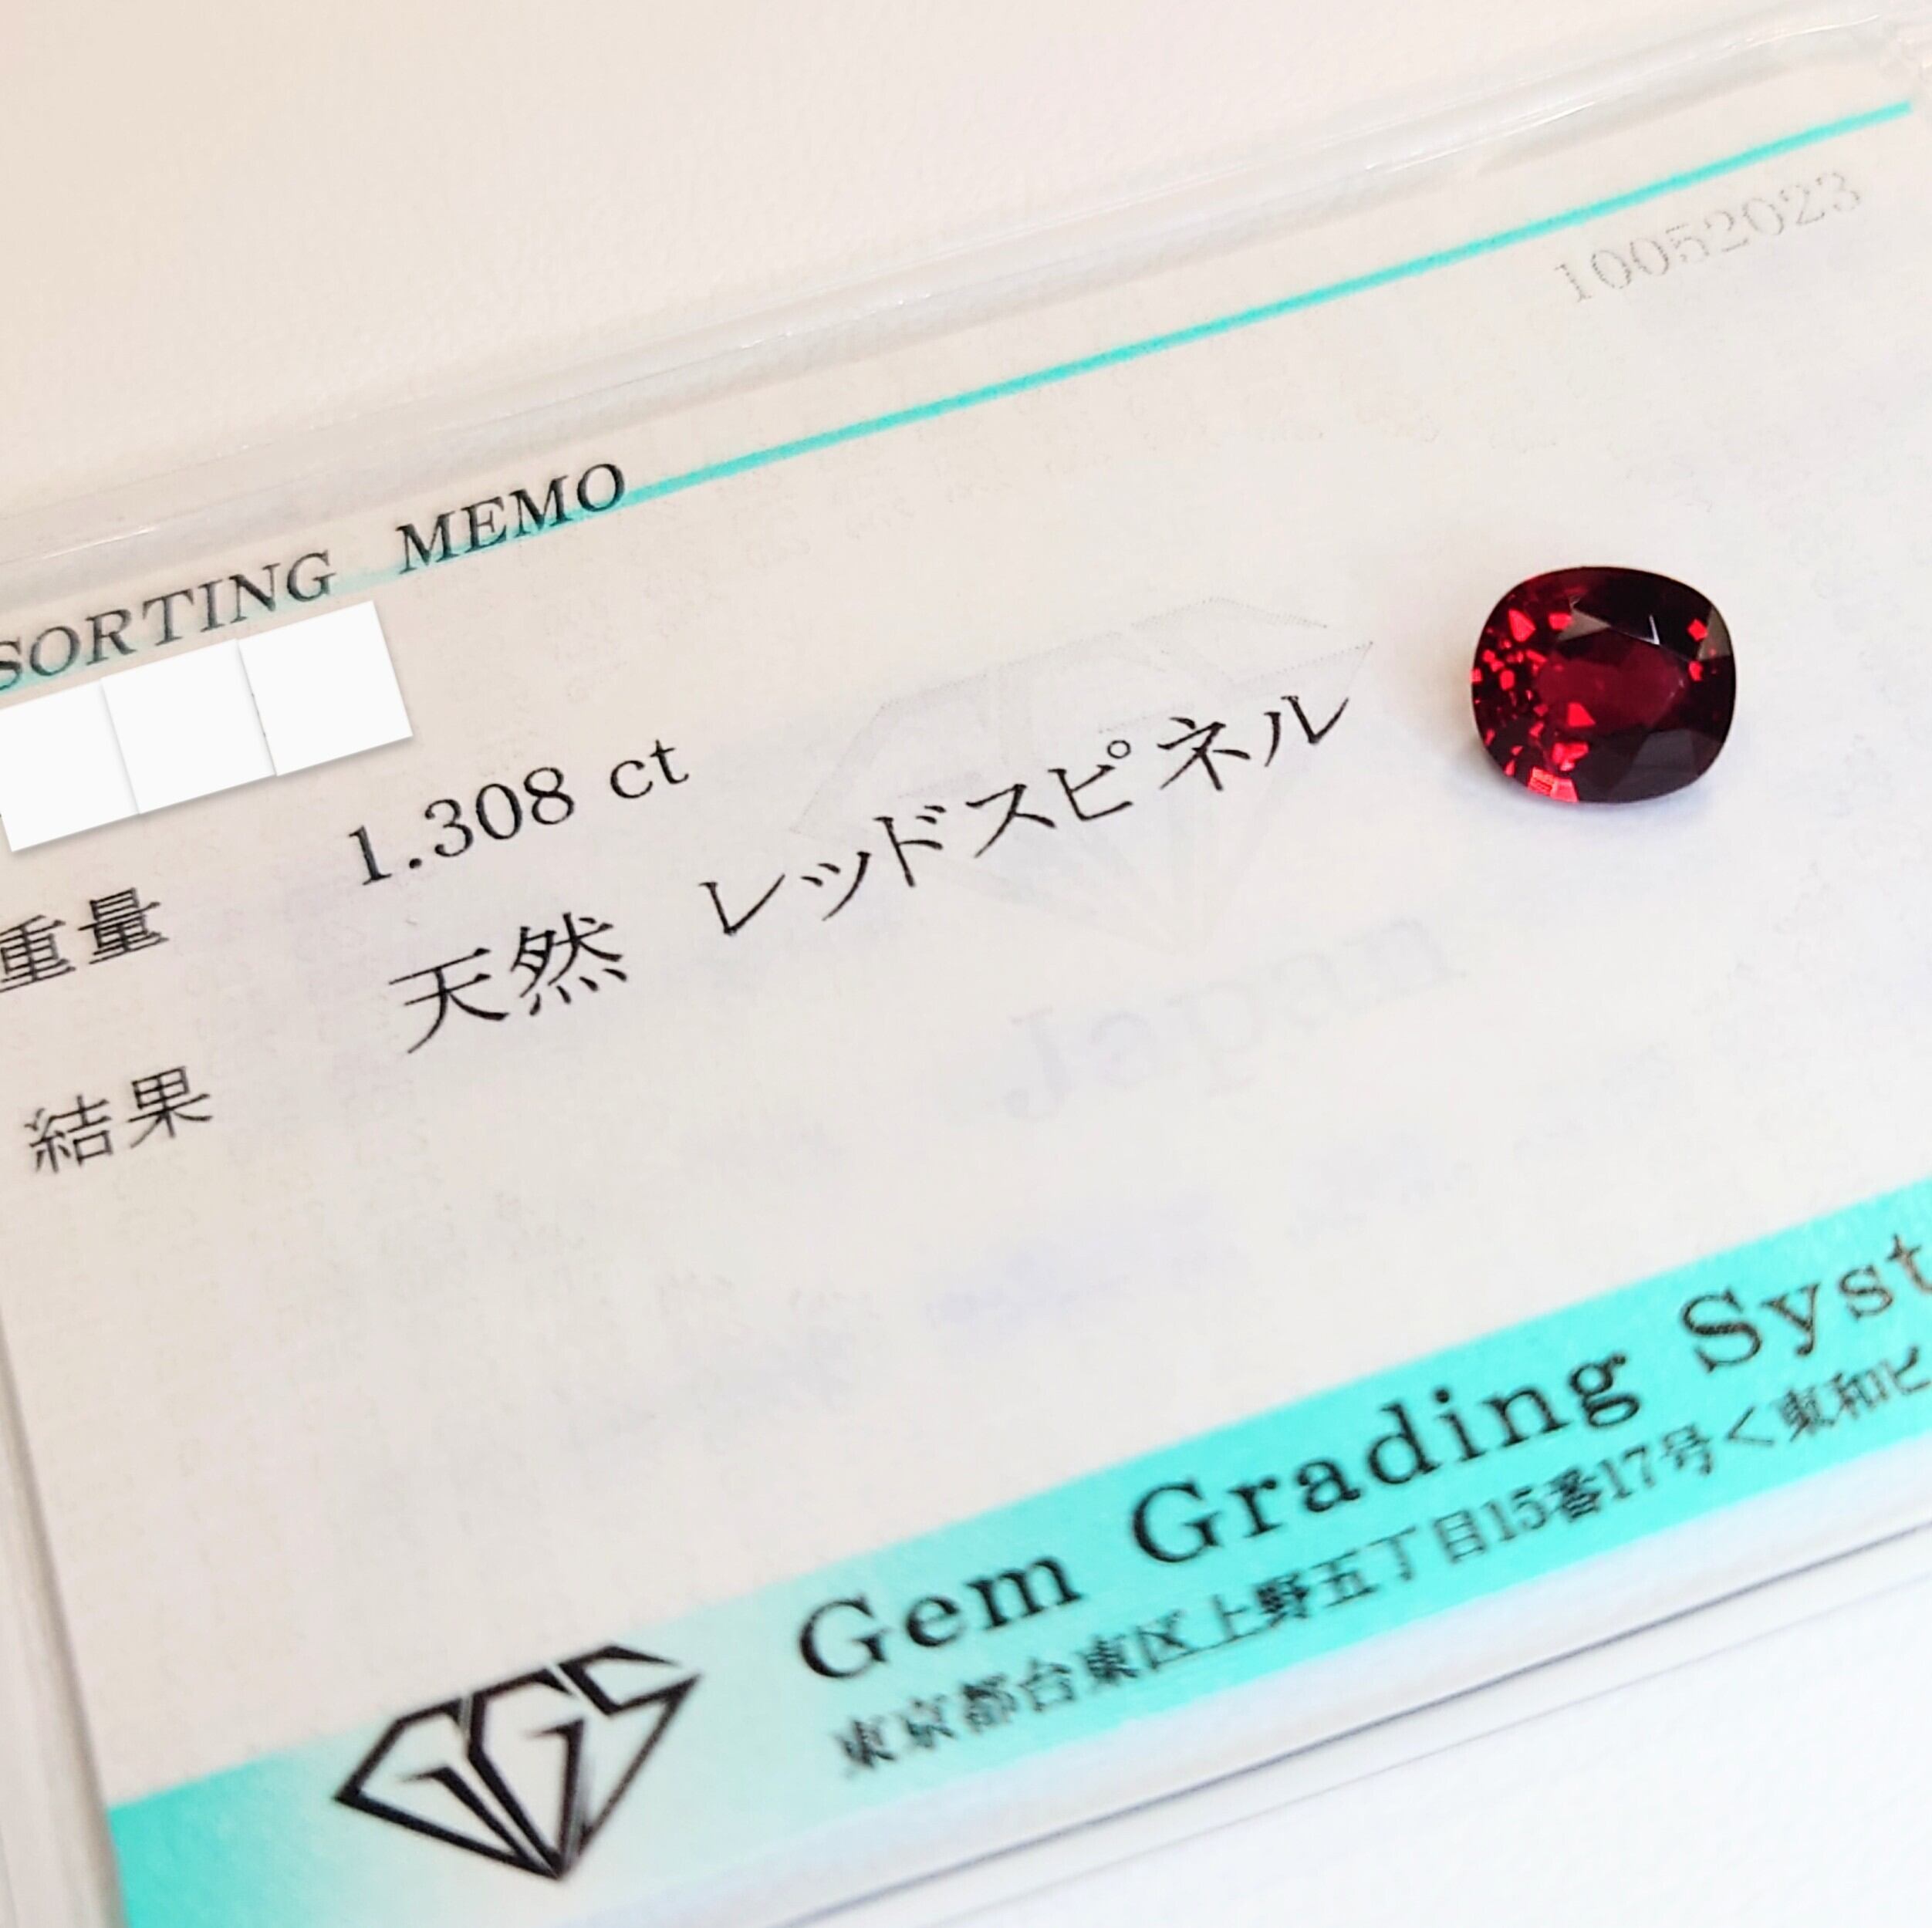 10052023
SORTING MEMO
重量 1.308 ct
結果 天然 レッドスピネル
Japan
GGS
Gem Grading Syst
東京都台東区上野五丁目15番17号<東和ビ